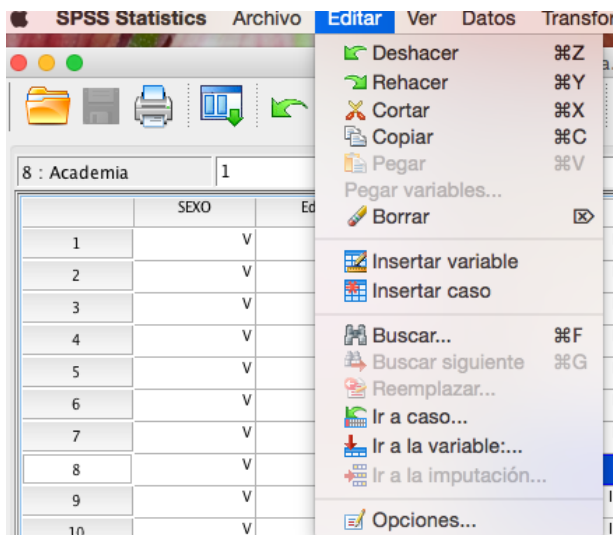 SPSS Statistics Archivo Editar Ver Datos Transfor
Deshacer ⌘Z
Rehacer ⌘Y
Cortar ⌘X
Copiar ⌘C
Pegar ⌘V
Pegar variables...
Borrar ⌦
Insertar variable
Insertar caso
Buscar... ⌘F
Buscar siguiente ⌘G
Reemplazar...
Ir a caso...
Ir a la variable:...
Ir a la imputación...
Opciones...
8 : Academia 1
SEXO Ed
1 V
2 V
3 V
4 V
5 V
6 V
7 V
8 V
9 V
10 V